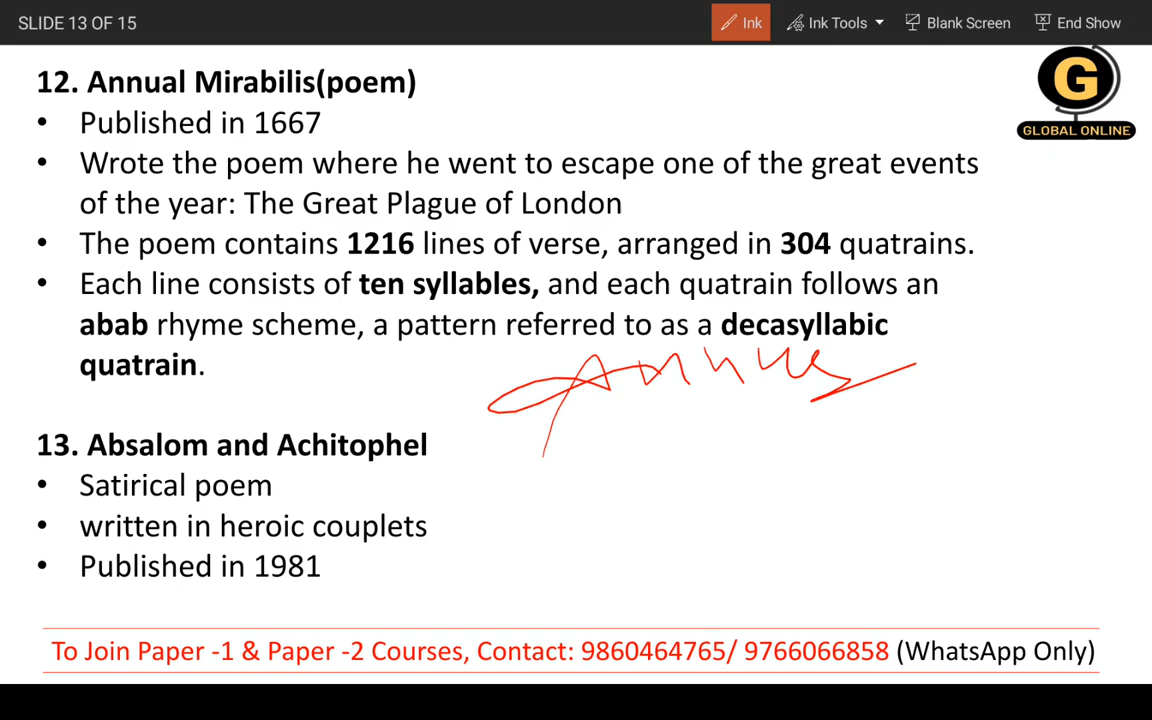 SLIDE 13 OF 15 Ink Ink Tools Blank Screen End Show
G
GLOBAL ONLINE
12. Annual Mirabilis(poem)
• Published in 1667
• Wrote the poem where he went to escape one of the great events
of the year: The Great Plague of London
• The poem contains 1216 lines of verse, arranged in 304 quatrains.
• Each line consists of ten syllables, and each quatrain follows an
abab rhyme scheme, a pattern referred to as a decasyllabic
quatrain.
Annus
13. Absalom and Achitophel
• Satirical poem
• written in heroic couplets
• Published in 1981
To Join Paper -1 & Paper -2 Courses, Contact: 9860464765/ 9766066858 (WhatsApp Only)